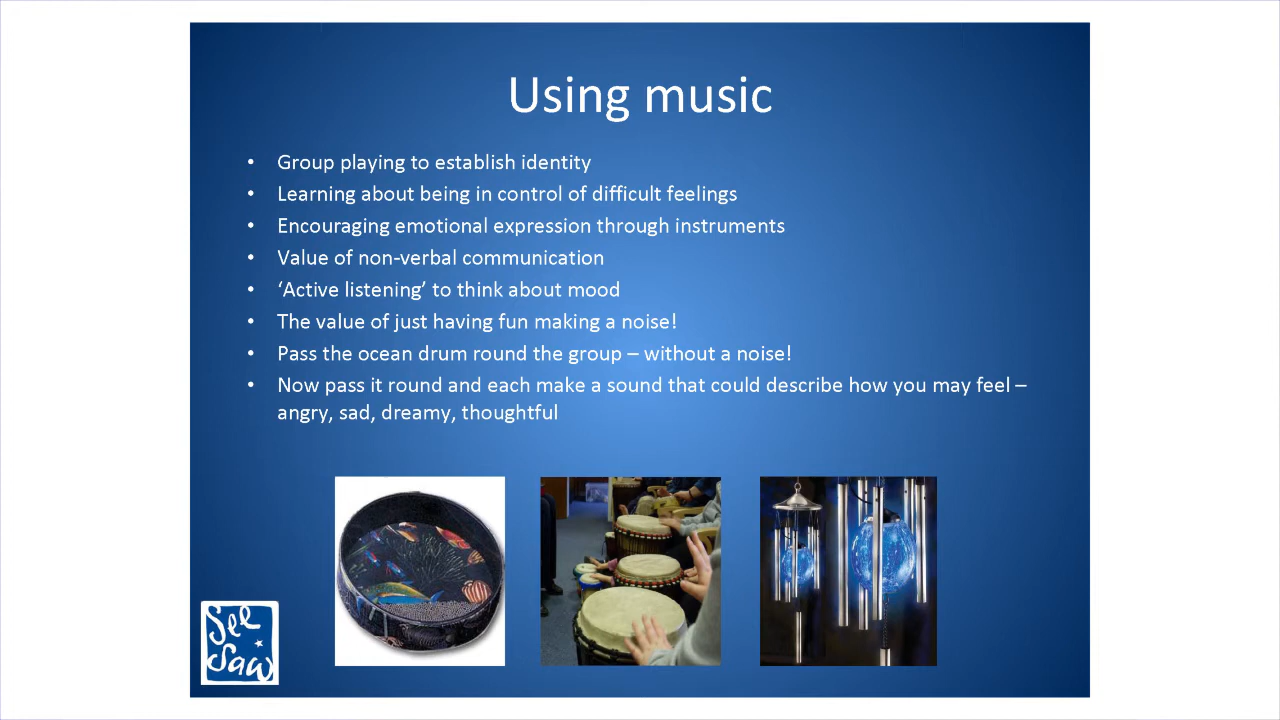 Using music
• Group playing to establish identity
• Learning about being in control of difficult feelings
• Encouraging emotional expression through instruments
• Value of non-verbal communication
• ‘Active listening’ to think about mood
• The value of just having fun making a noise!
• Pass the ocean drum round the group – without a noise!
• Now pass it round and each make a sound that could describe how you may feel –
angry, sad, dreamy, thoughtful
See
Saw